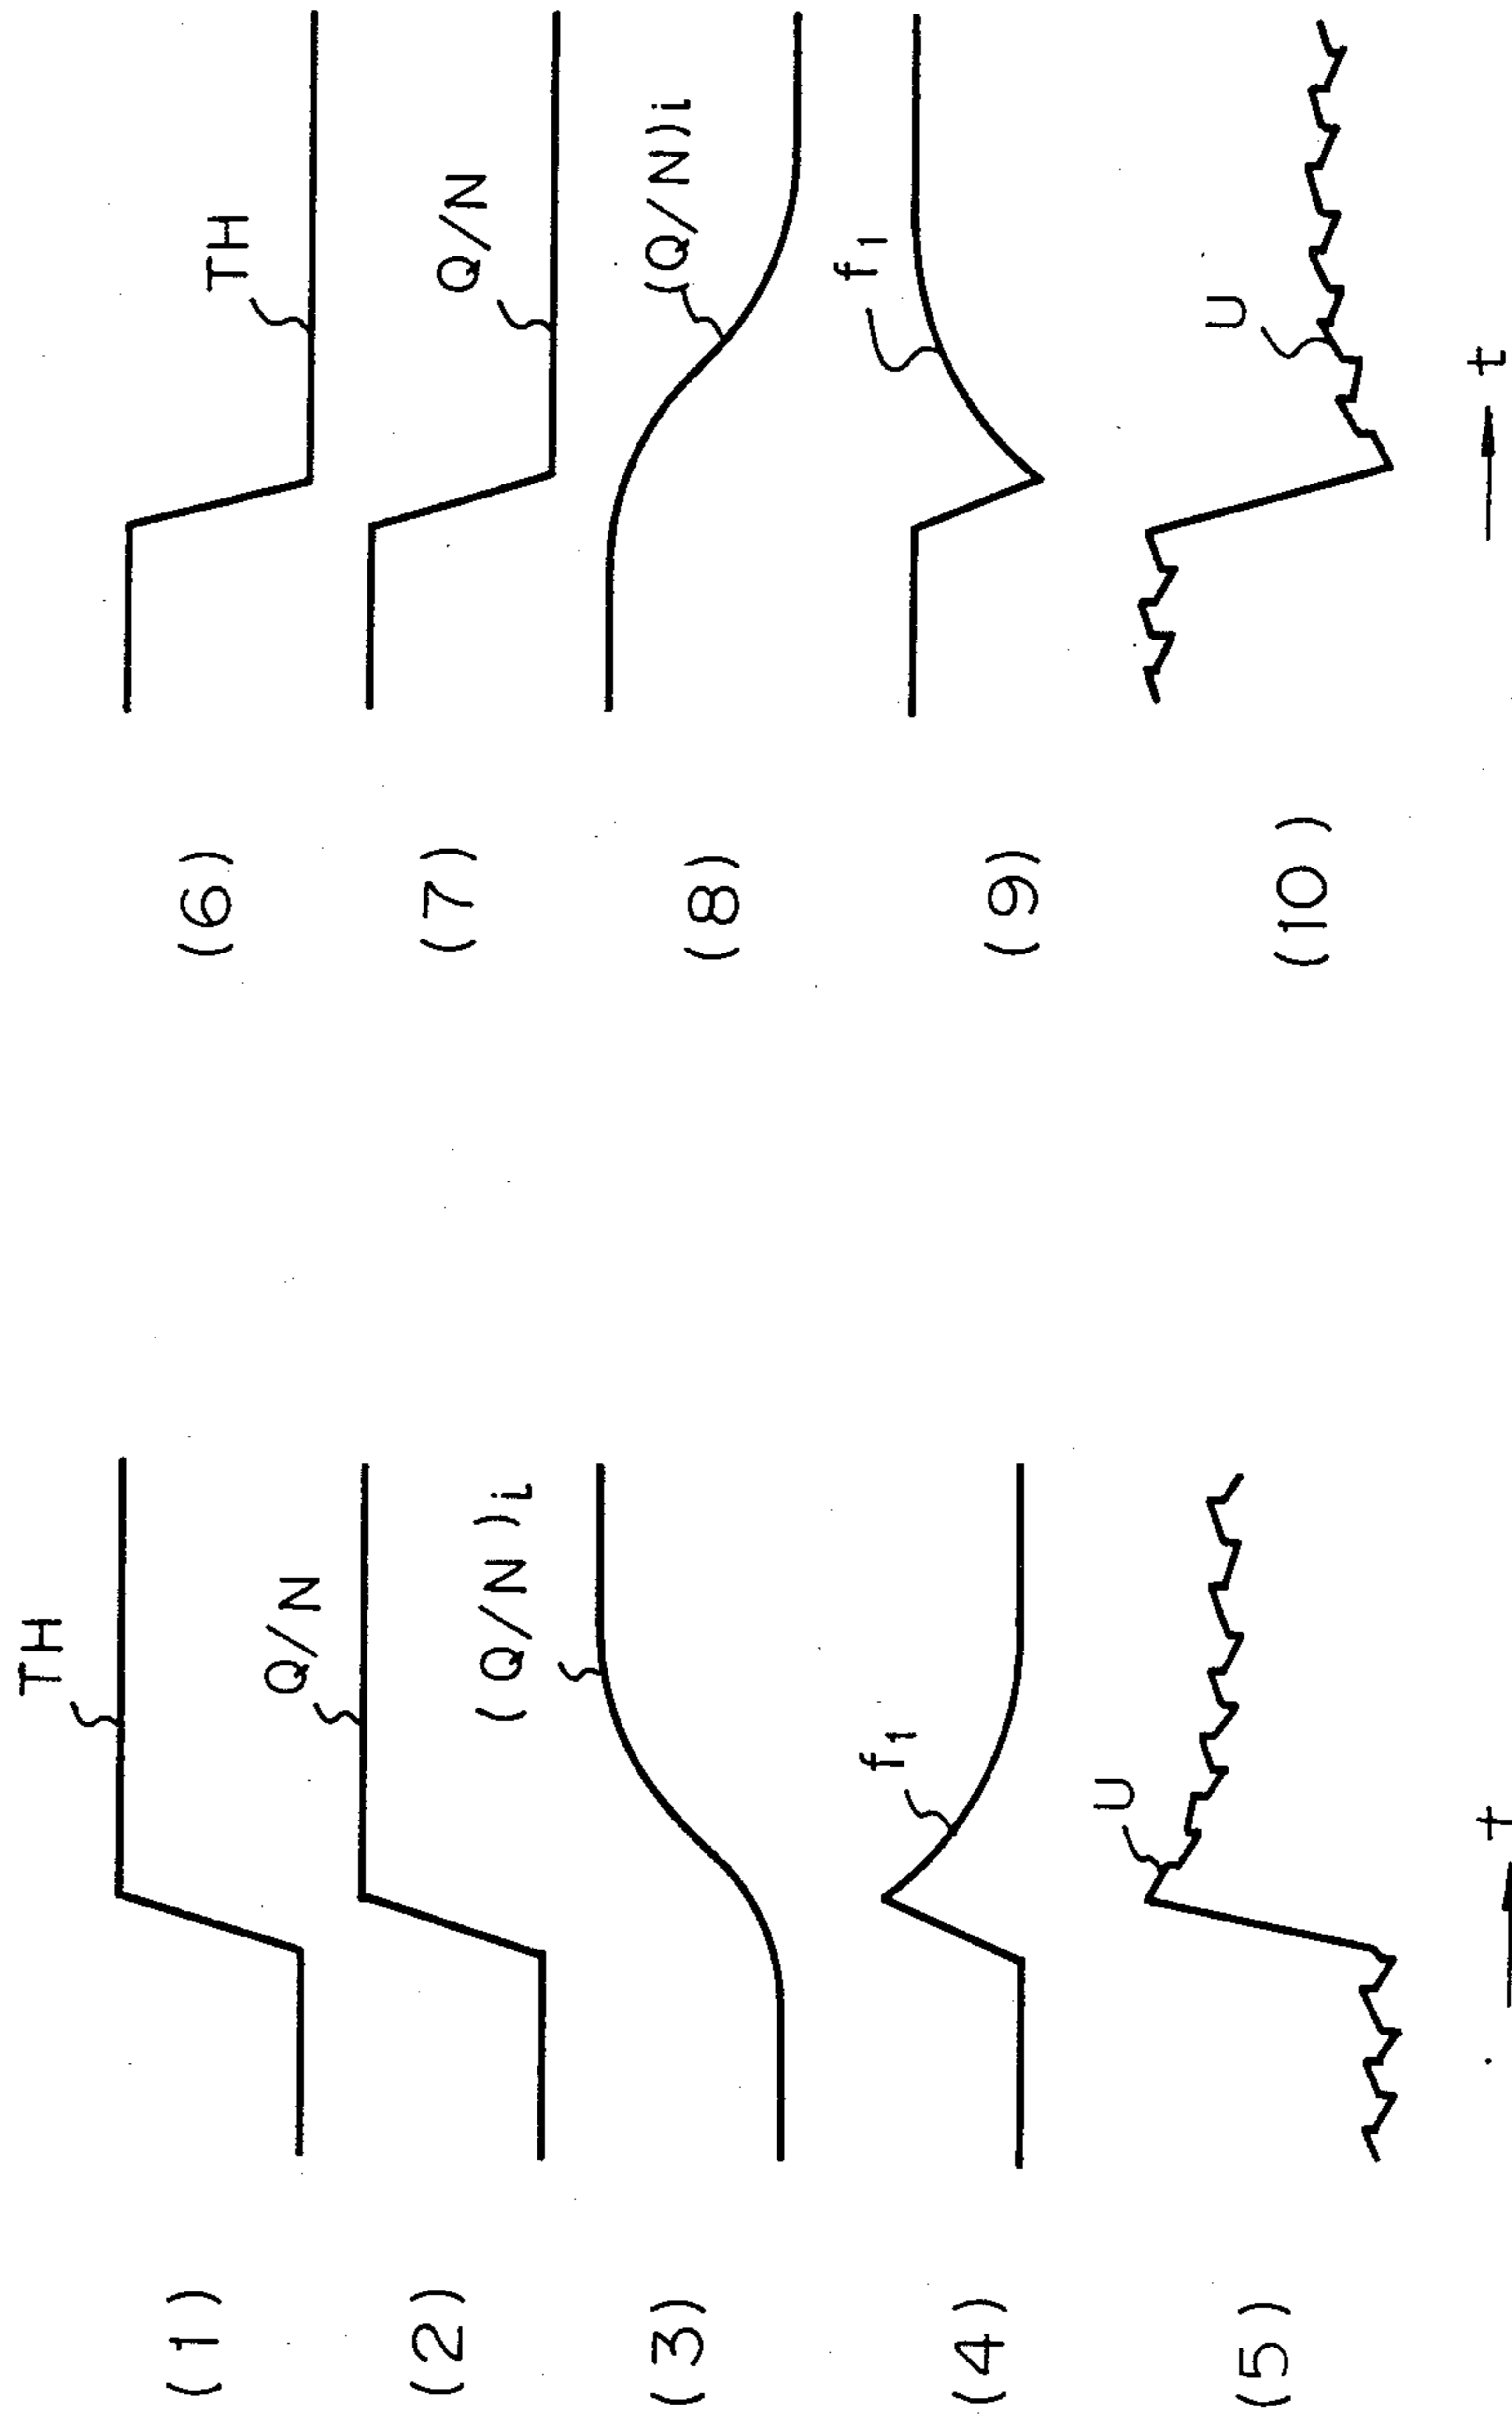 (1)
TH
(2)
Q/N
(3)
(Q/N)i
(4)
f1
(5)
U
t
(6)
TH
(7)
Q/N
(8)
(Q/N)i
(9)
f1
(10)
U
t